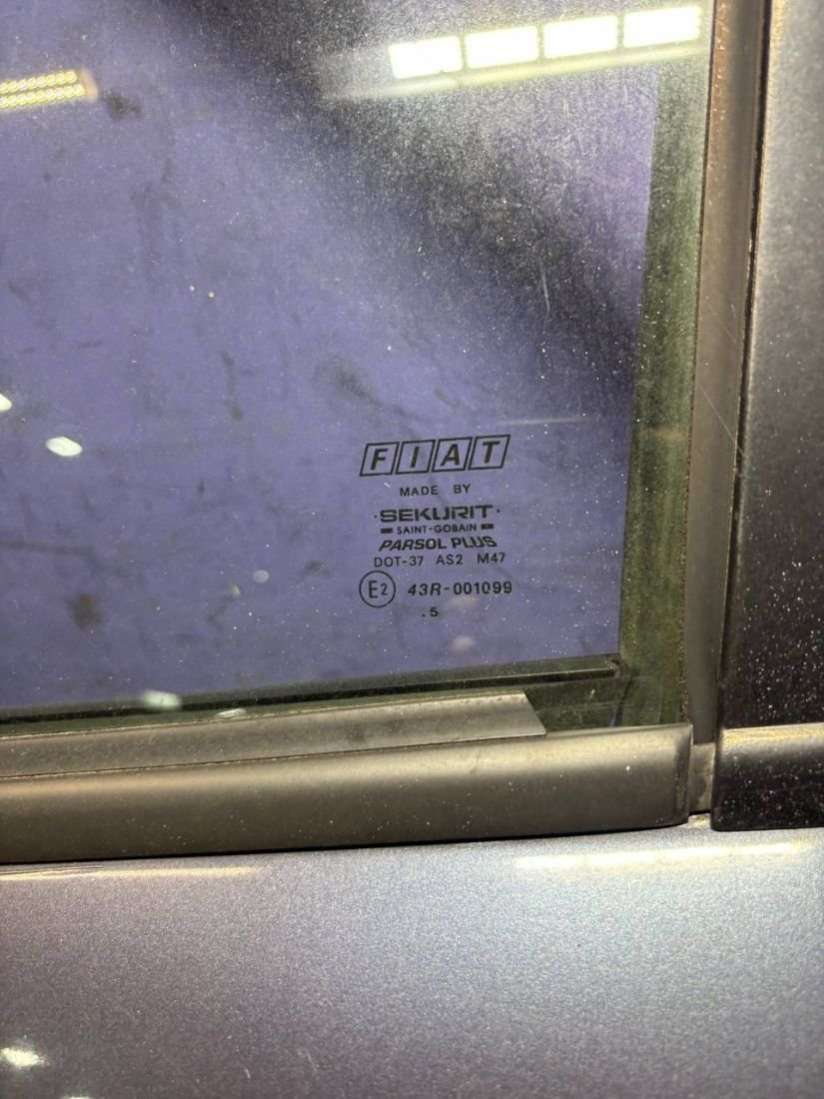 FIAT
MADE BY
·SEKURIT·
SAINT-GOBAIN
PARSOL PLUS
DOT-37 AS2 M47
E2 43R-001099
.5